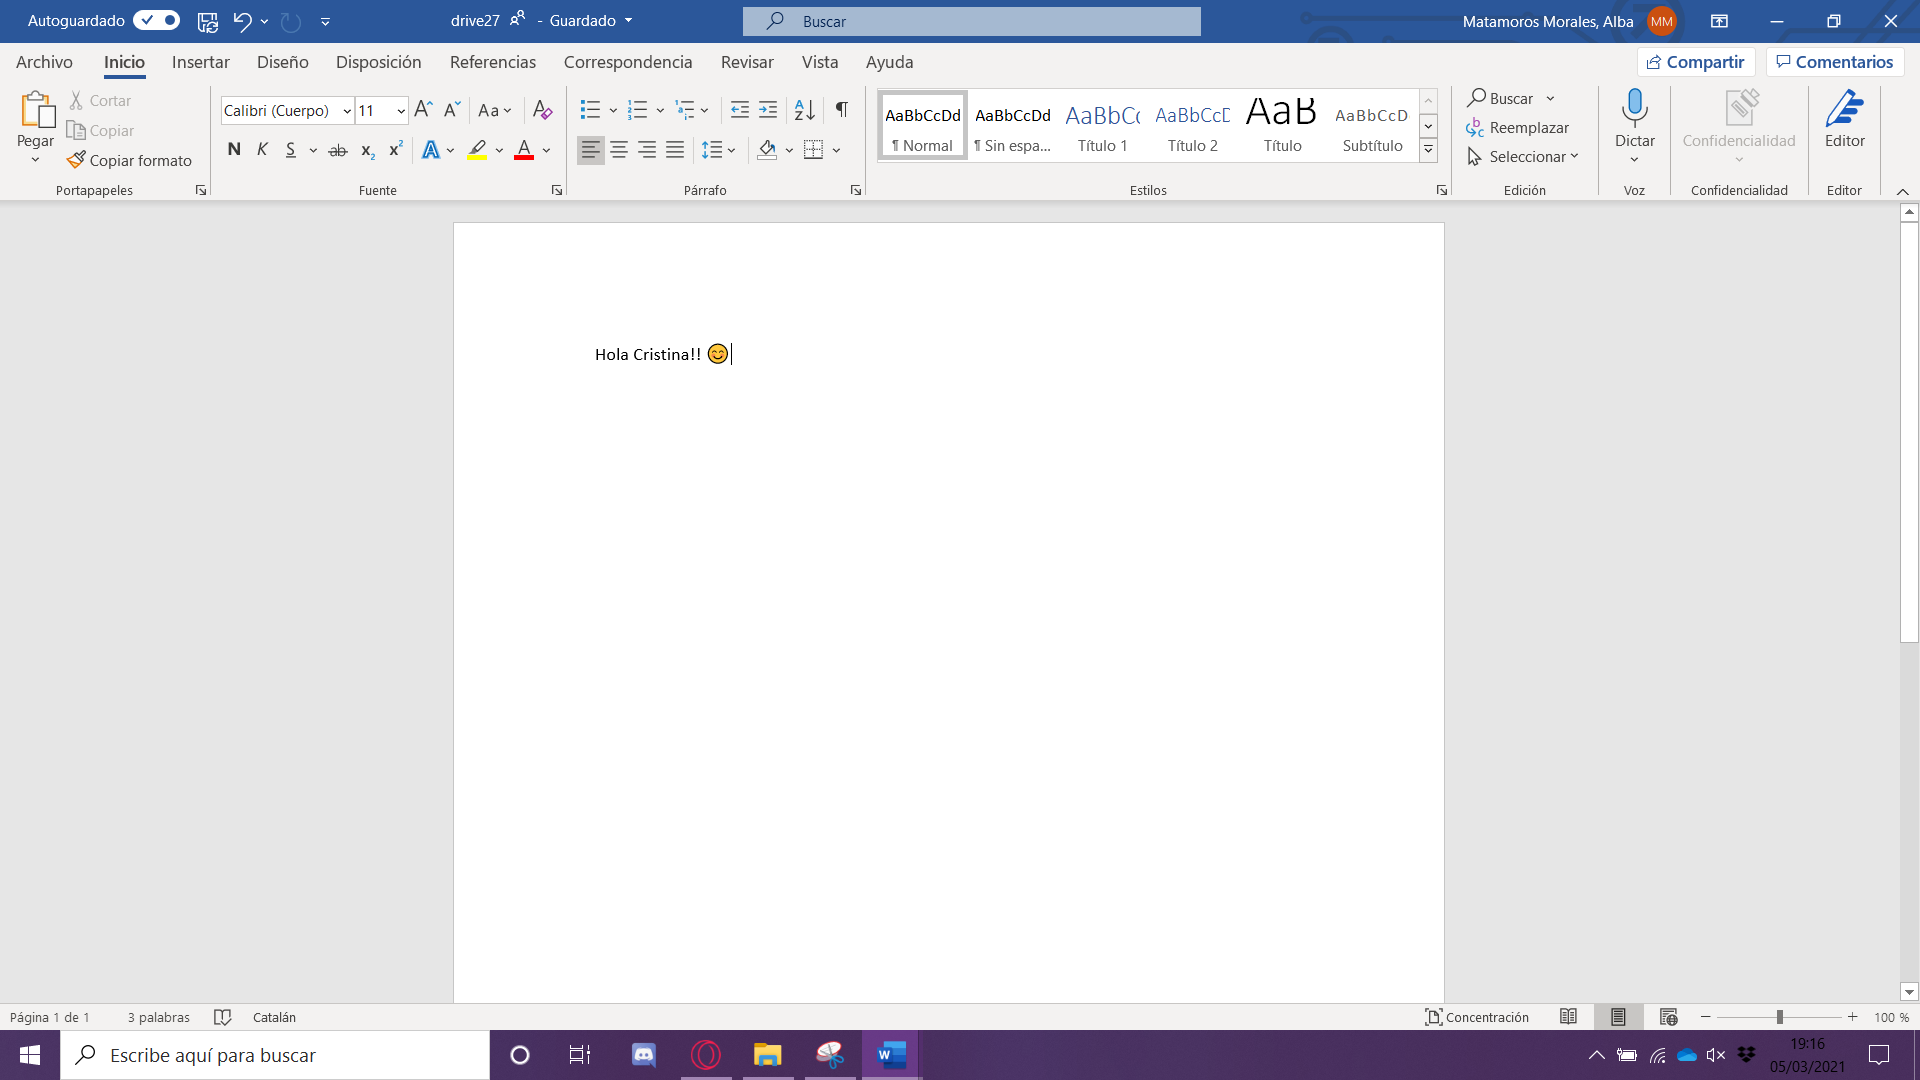 Autoguardado
drive27 - Guardado
Buscar
Matamoros Morales, Alba MM
Archivo Inicio Insertar Diseño Disposición Referencias Correspondencia Revisar Vista Ayuda Compartir Comentarios
Pegar
Cortar
Copiar
Copiar formato
Portapapeles
Calibri (Cuerpo) 11 A A Aa A
N K S ab x2 x2 A A
Fuente
Párrafo
AaBbCcDd AaBbCcDd AaBbCc AaBbCcD AaB AaBbCcD
¶ Normal ¶ Sin espa... Título 1 Título 2 Título Subtítulo
Estilos
Buscar
Reemplazar
Seleccionar
Edición
Dictar
Voz
Confidencialidad
Confidencialidad
Editor
Editor
Hola Cristina!! 😊
Página 1 de 1 3 palabras Catalán Concentración 100 %
Escribe aquí para buscar
19:16
05/03/2021